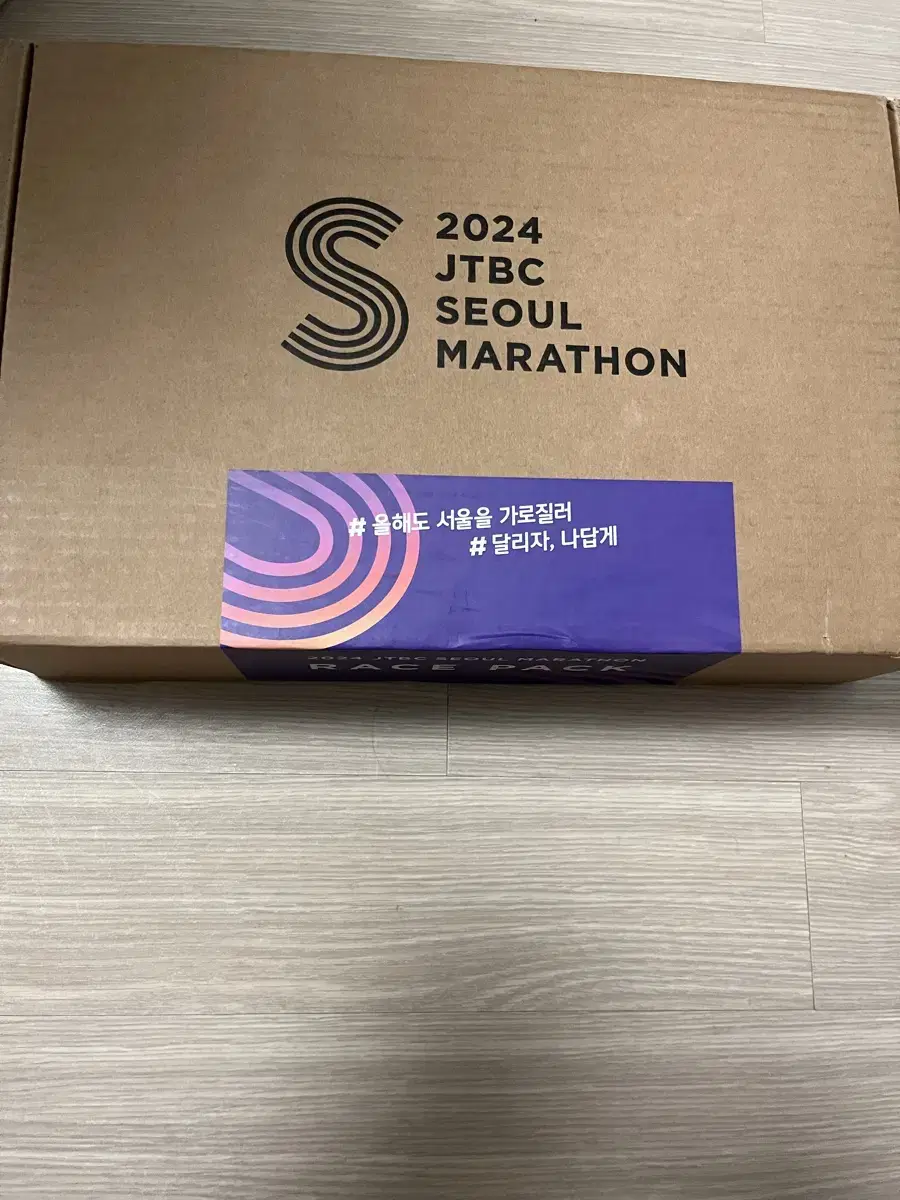 2024
JTBC
SEOUL
MARATHON
# 올해도 서울을 가로질러
# 달리자, 나답게
2024 JTBC SEOUL MARATHON
RACE PACK